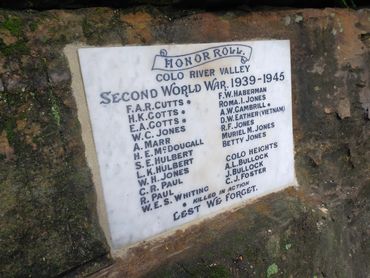 HONOR ROLL.
COLO RIVER VALLEY
SECOND WORLD WAR. 1939-1945
F.A.R. CUTTS •
H.K. COTTS •
E.A. COTTS •
W.C. JONES
A. MARR
H.E. McDOUGALL
S.E. HULBERT
L.K. HULBERT
W.H. JONES
C.R. PAUL
R. PAUL
W.E.S. WHITING
F.W. HABERMAN
ROMA.I. JONES
A.W. GAMBRILL •
D.W. EATHER (VIETNAM)
R.F. JONES
MURIEL M. JONES
BETTY JONES
COLO HEIGHTS
A.L. BULLOCK
J. BULLOCK
C.J. FOSTER
• KILLED IN ACTION
LEST WE FORGET.